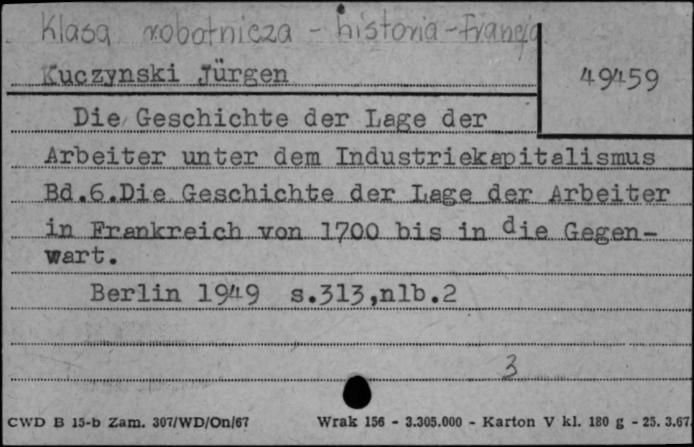 Klasa robotnicza - historia - Francja
Kuczynski Jürgen
49459
Die Geschichte der Lage der
Arbeiter unter dem Industriekapitalismus
Bd.6.Die Geschichte der Lage der Arbeiter
in Frankreich von 1700 bis in die Gegen-
wart.
Berlin 1949 s.313,nlb.2
3
CWD B 15-b Zam. 307/WD/On/67 Wrak 156 - 3.305.000 - Karton V kl. 180 g - 25. 3.67